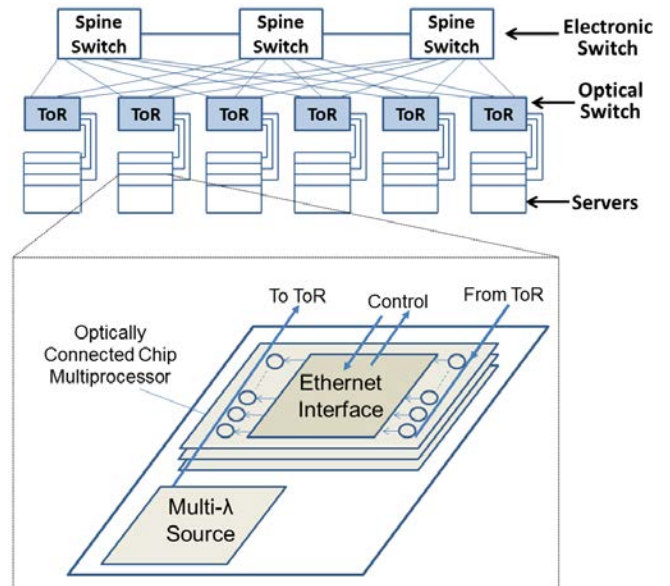 Spine
Switch
Spine
Switch
Spine
Switch
Electronic
Switch
ToR
ToR
ToR
ToR
ToR
ToR
Optical
Switch
Servers
To ToR
Control
From ToR
Optically
Connected Chip
Multiprocessor
Ethernet
Interface
Multi-λ
Source